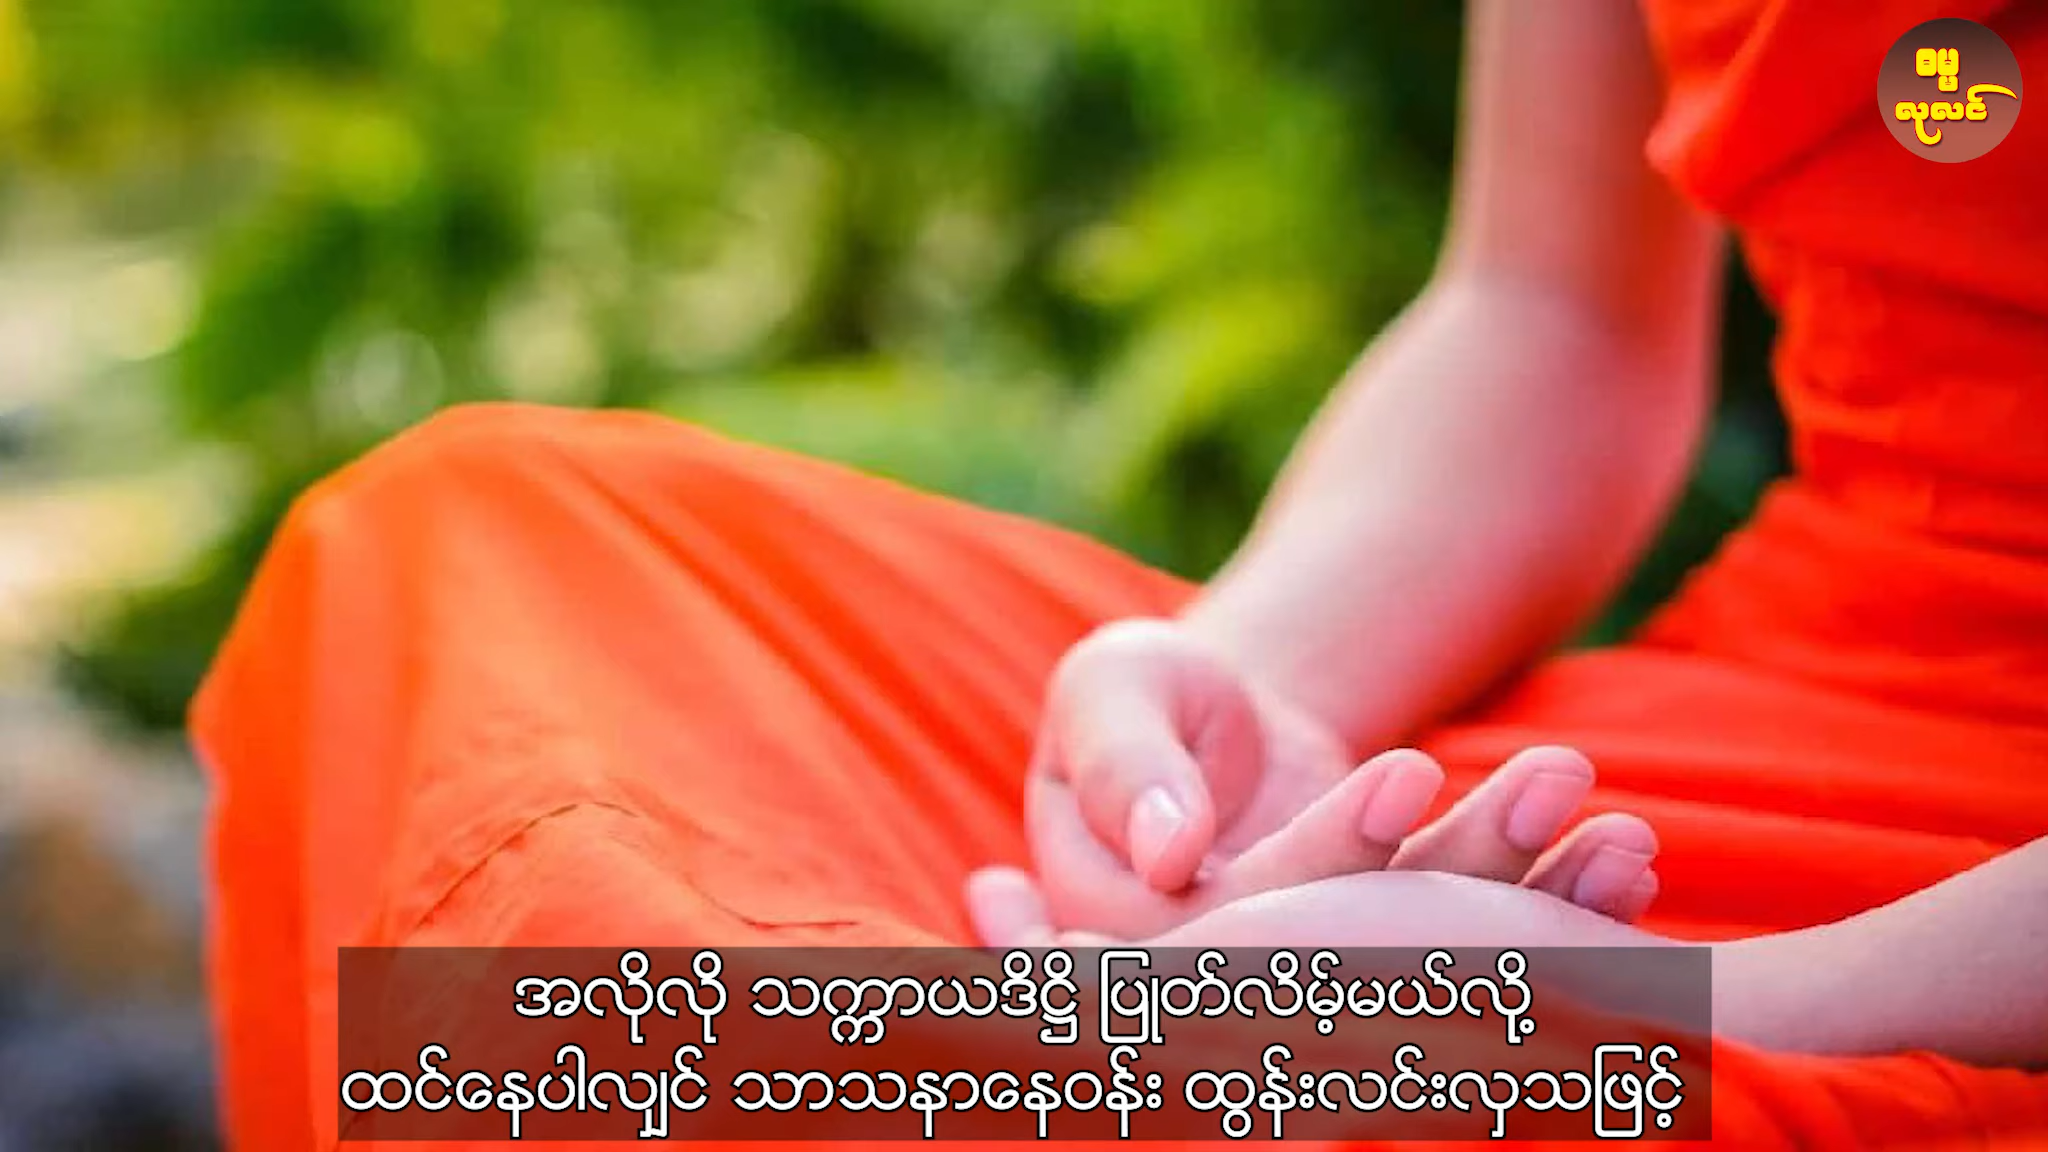 ဓမ္မ
လုလင်
အလိုလို သက္ကာယဒိဋ္ဌိ ပြုတ်လိမ့်မယ်လို့
ထင်နေပါလျှင် သာသနာနေဝန်း ထွန်းလင်းလှသဖြင့်